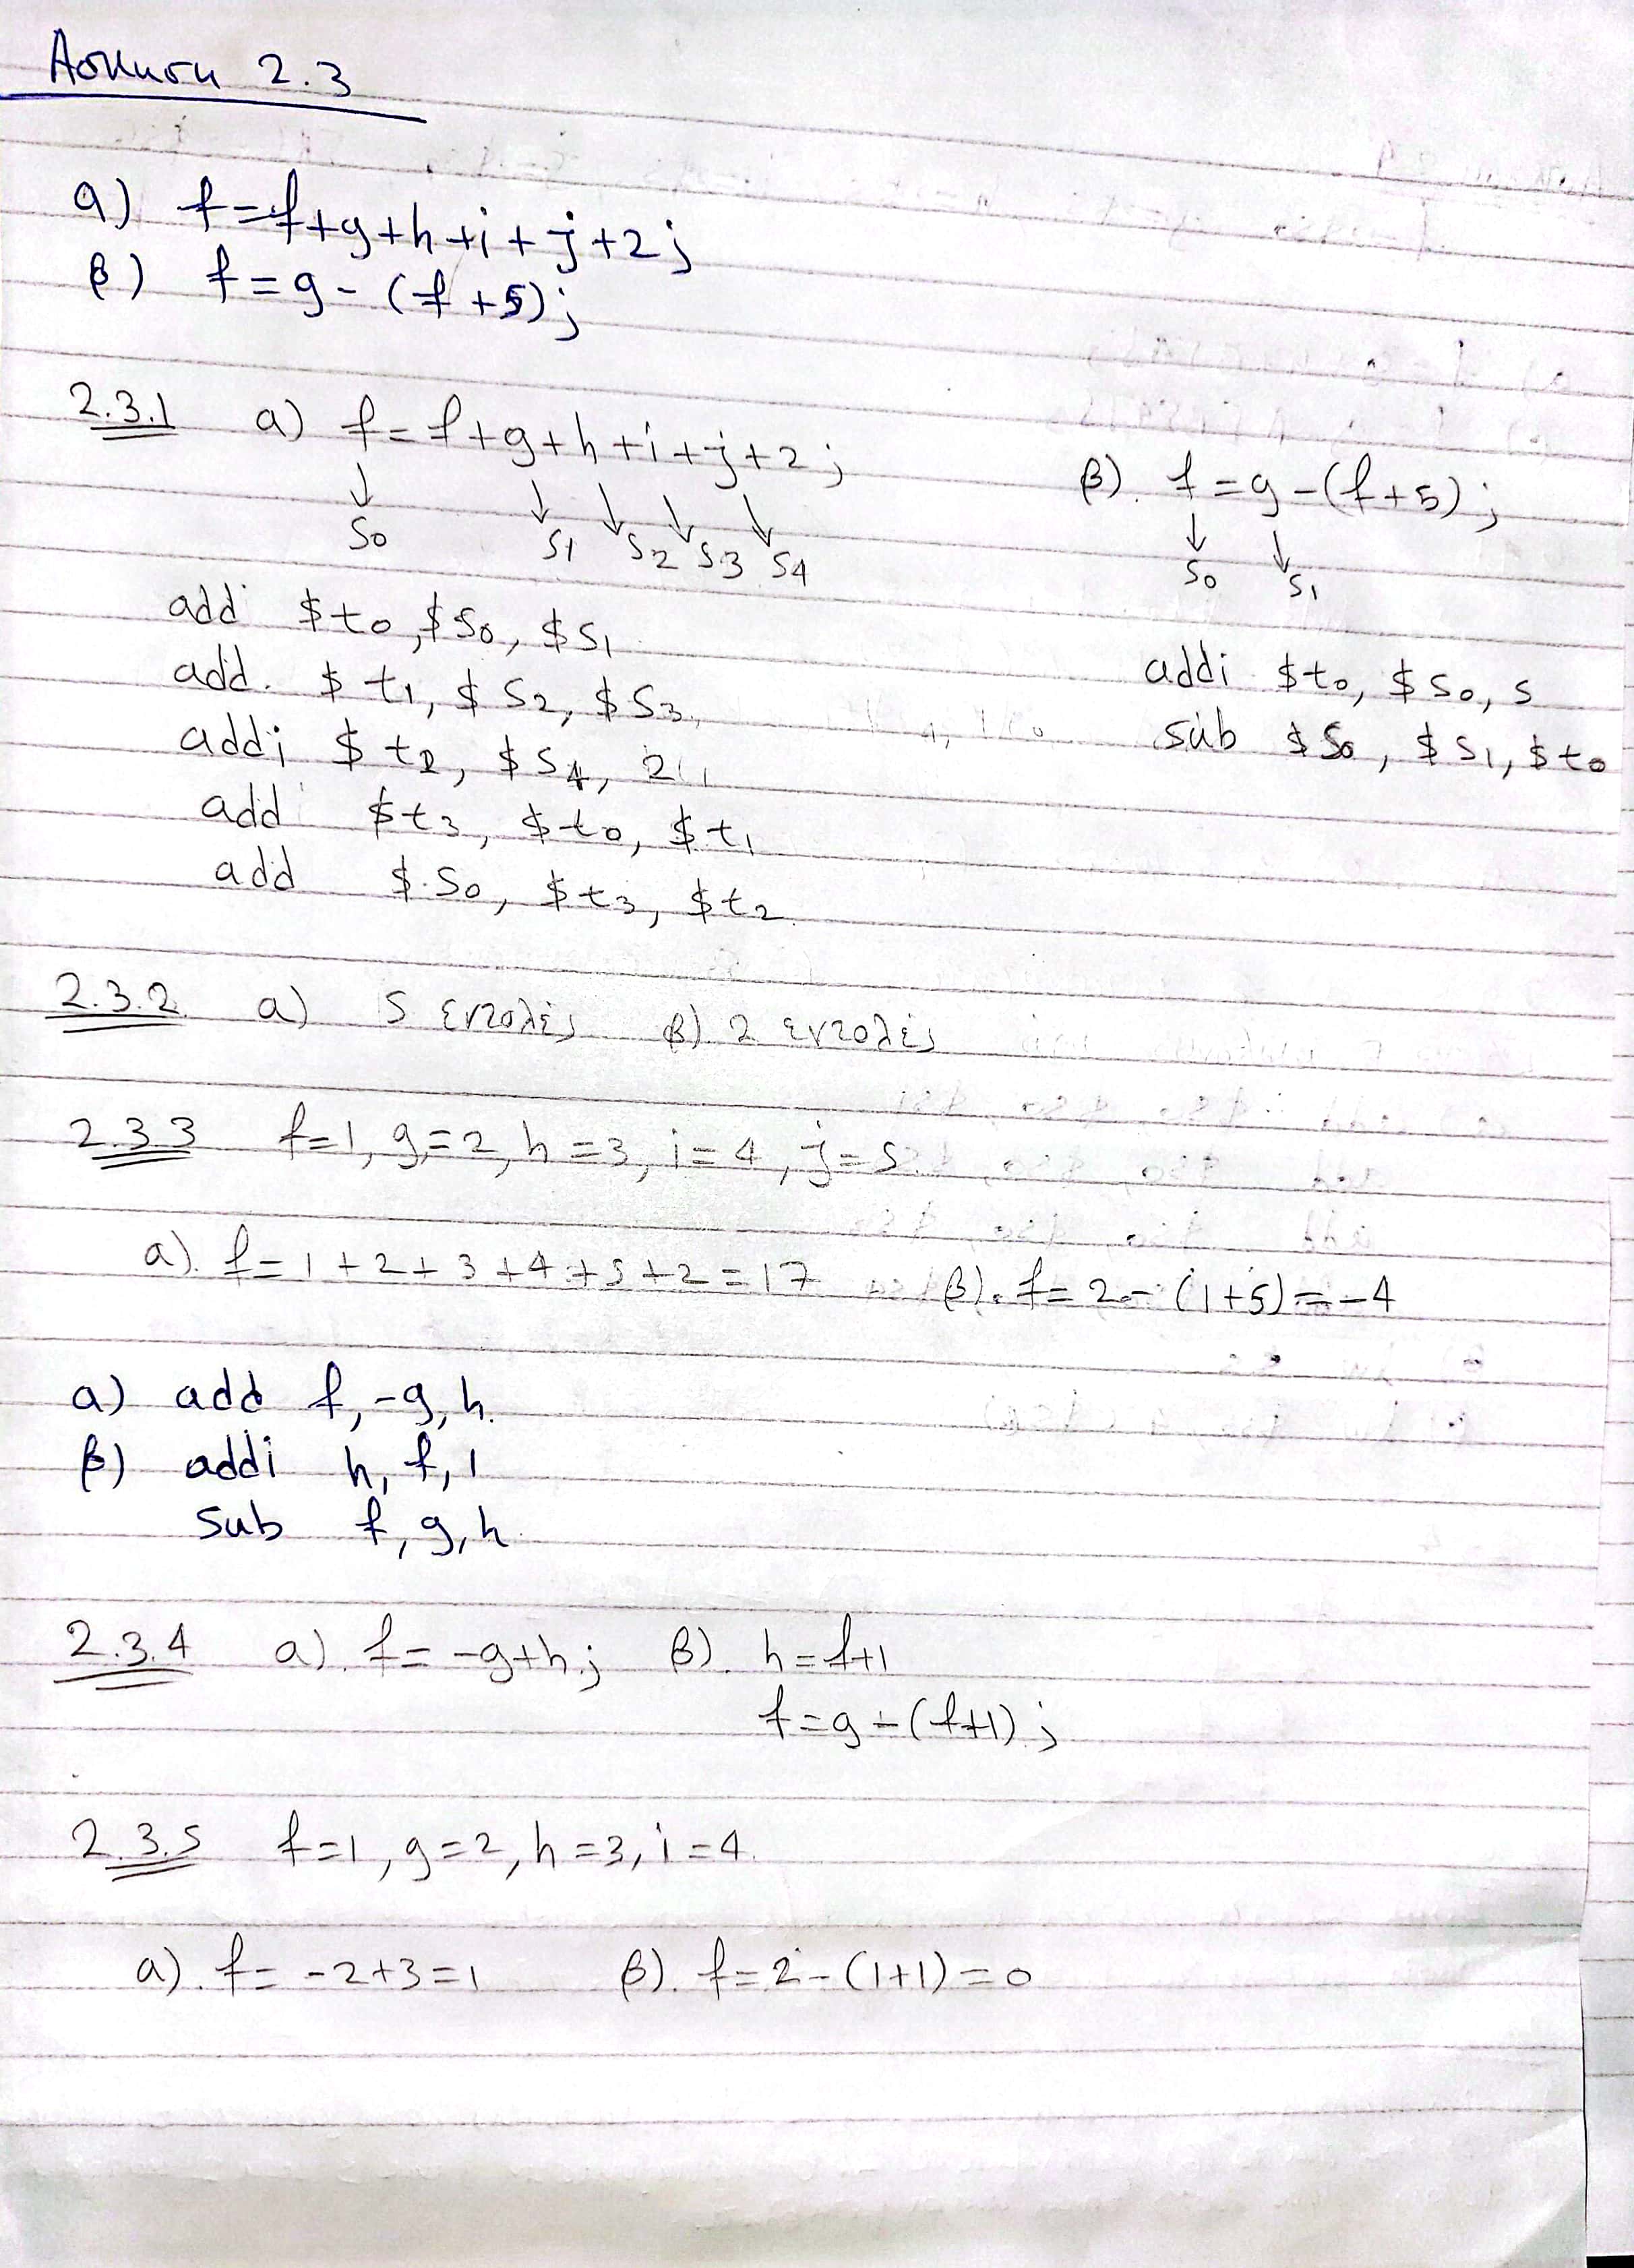 Άσκηση 2.3
α) f=f+g+h+i+j+2;
β) f=g-(f+5);
2.3.1 α) f=f+g+h+i+j+2;
↓ ↓ ↓ ↓ ↓
S0 S1 S2 S3 S4
add $t0, $S0, $S1
add. $t1, $S2, $S3
addi $t2, $S4, 2
add $t3, $t0, $t1
add $S0, $t3, $t2
β). f=g-(f+5);
↓ ↓
S0 S1
addi $t0, $S0, 5
sub $S0, $S1, $t0
2.3.2 α) 5 εντολές β) 2 εντολές
2.3.3 f=1, g=2, h=3, i=4, j=5
α). f=1+2+3+4+5+2=17 β). f=2-(1+5)=-4
α) add f,-g,h
β) addi h, f, 1
sub f, g, h
2.3.4 α). f=-g+h; β). h=f+1
f=g-(f+1);
2.3.5 f=1, g=2, h=3, i=4.
α). f=-2+3=1 β). f=2-(1+1)=0